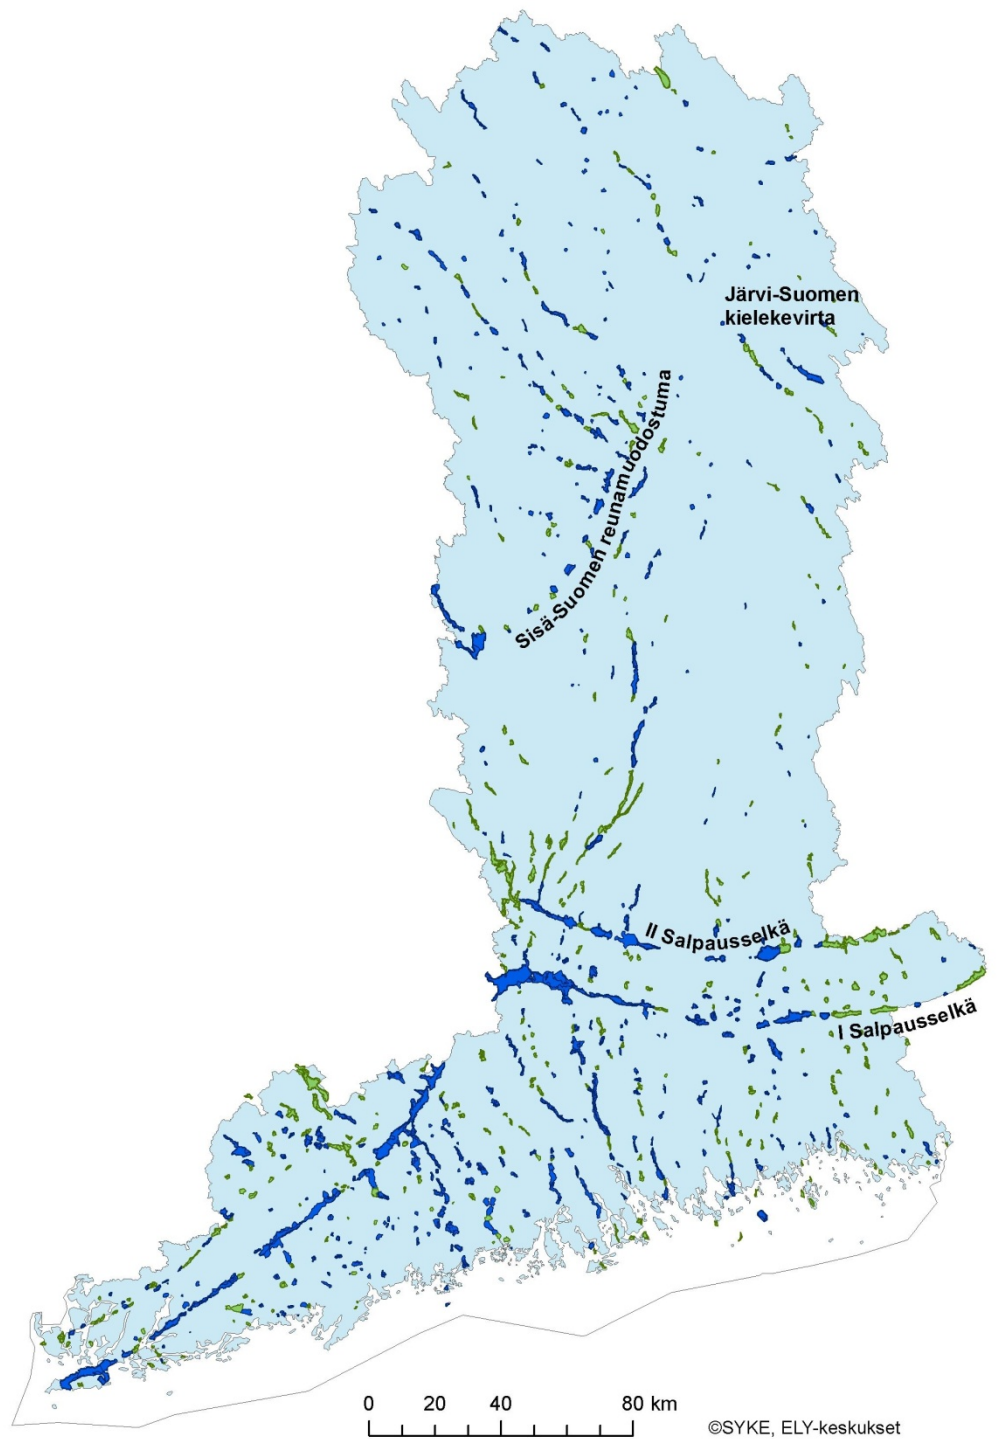 Järvi-Suomen
kielekevirta
Sisä-Suomen reunamuodostuma
II Salpausselkä
I Salpausselkä
0 20 40 80 km
©SYKE, ELY-keskukset